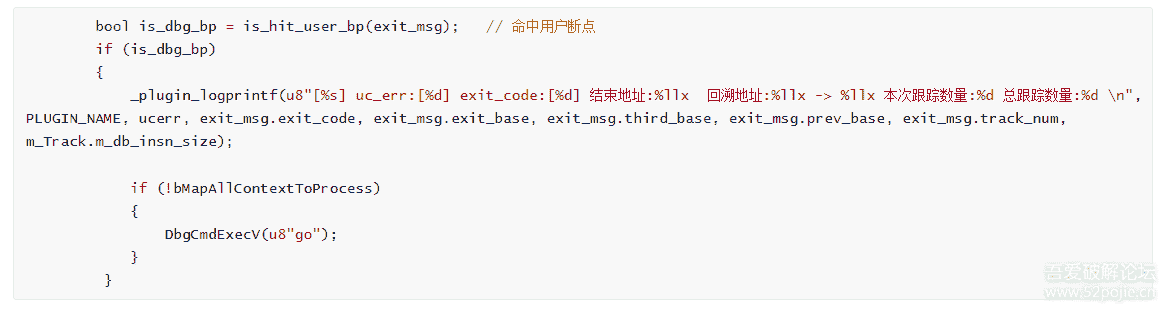 bool is_dbg_bp = is_hit_user_bp(exit_msg);   // 命中用户断点
if (is_dbg_bp)
{
_plugin_logprintf(u8"[%s] uc_err:[%d] exit_code:[%d] 结束地址:%llx  回溯地址:%llx -> %llx 本次跟踪数量:%d 总跟踪数量:%d \n",
PLUGIN_NAME, ucerr, exit_msg.exit_code, exit_msg.exit_base, exit_msg.third_base, exit_msg.prev_base, exit_msg.track_num,
m_Track.m_db_insn_size);
if (!bMapAllContextToProcess)
{
DbgCmdExecV(u8"go");
}
}
吾爱破解论坛
www.52pojie.cn